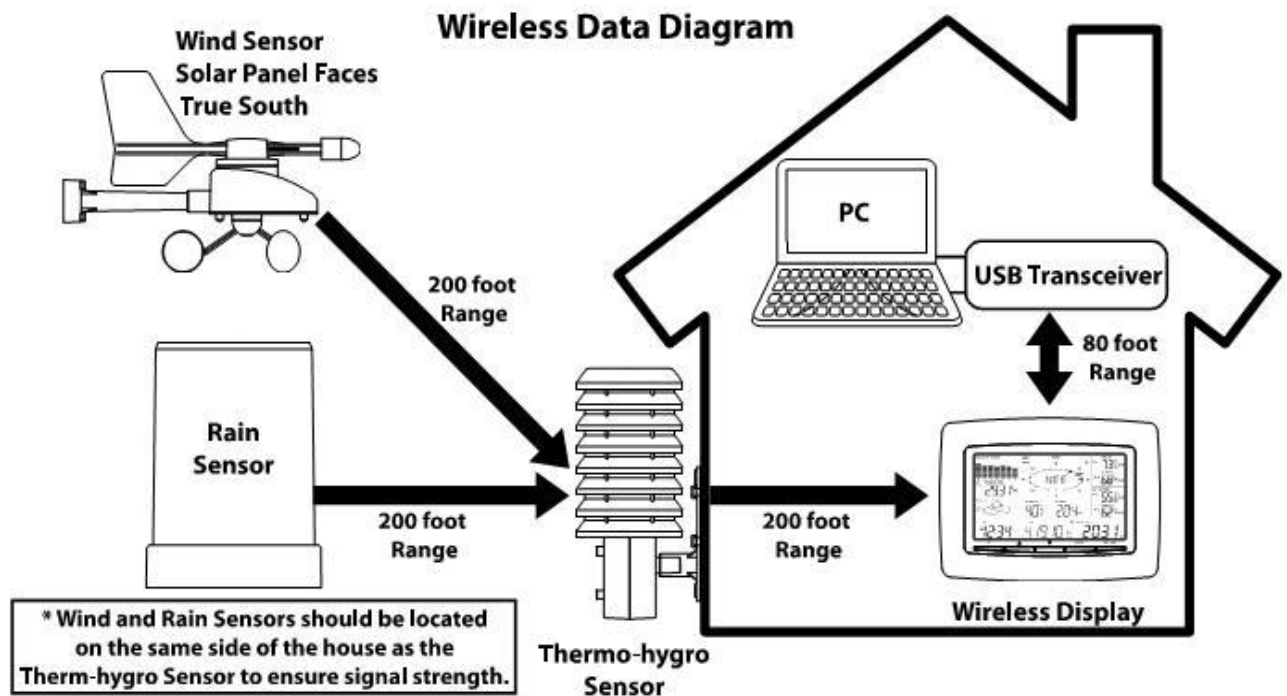 Wireless Data Diagram
Wind Sensor
Solar Panel Faces
True South
200 foot
Range
PC
USB Transceiver
80 foot
Range
Rain
Sensor
200 foot
Range
200 foot
Range
12:34
Wireless Display
* Wind and Rain Sensors should be located
on the same side of the house as the
Therm-hygro Sensor to ensure signal strength.
Thermo-hygro
Sensor